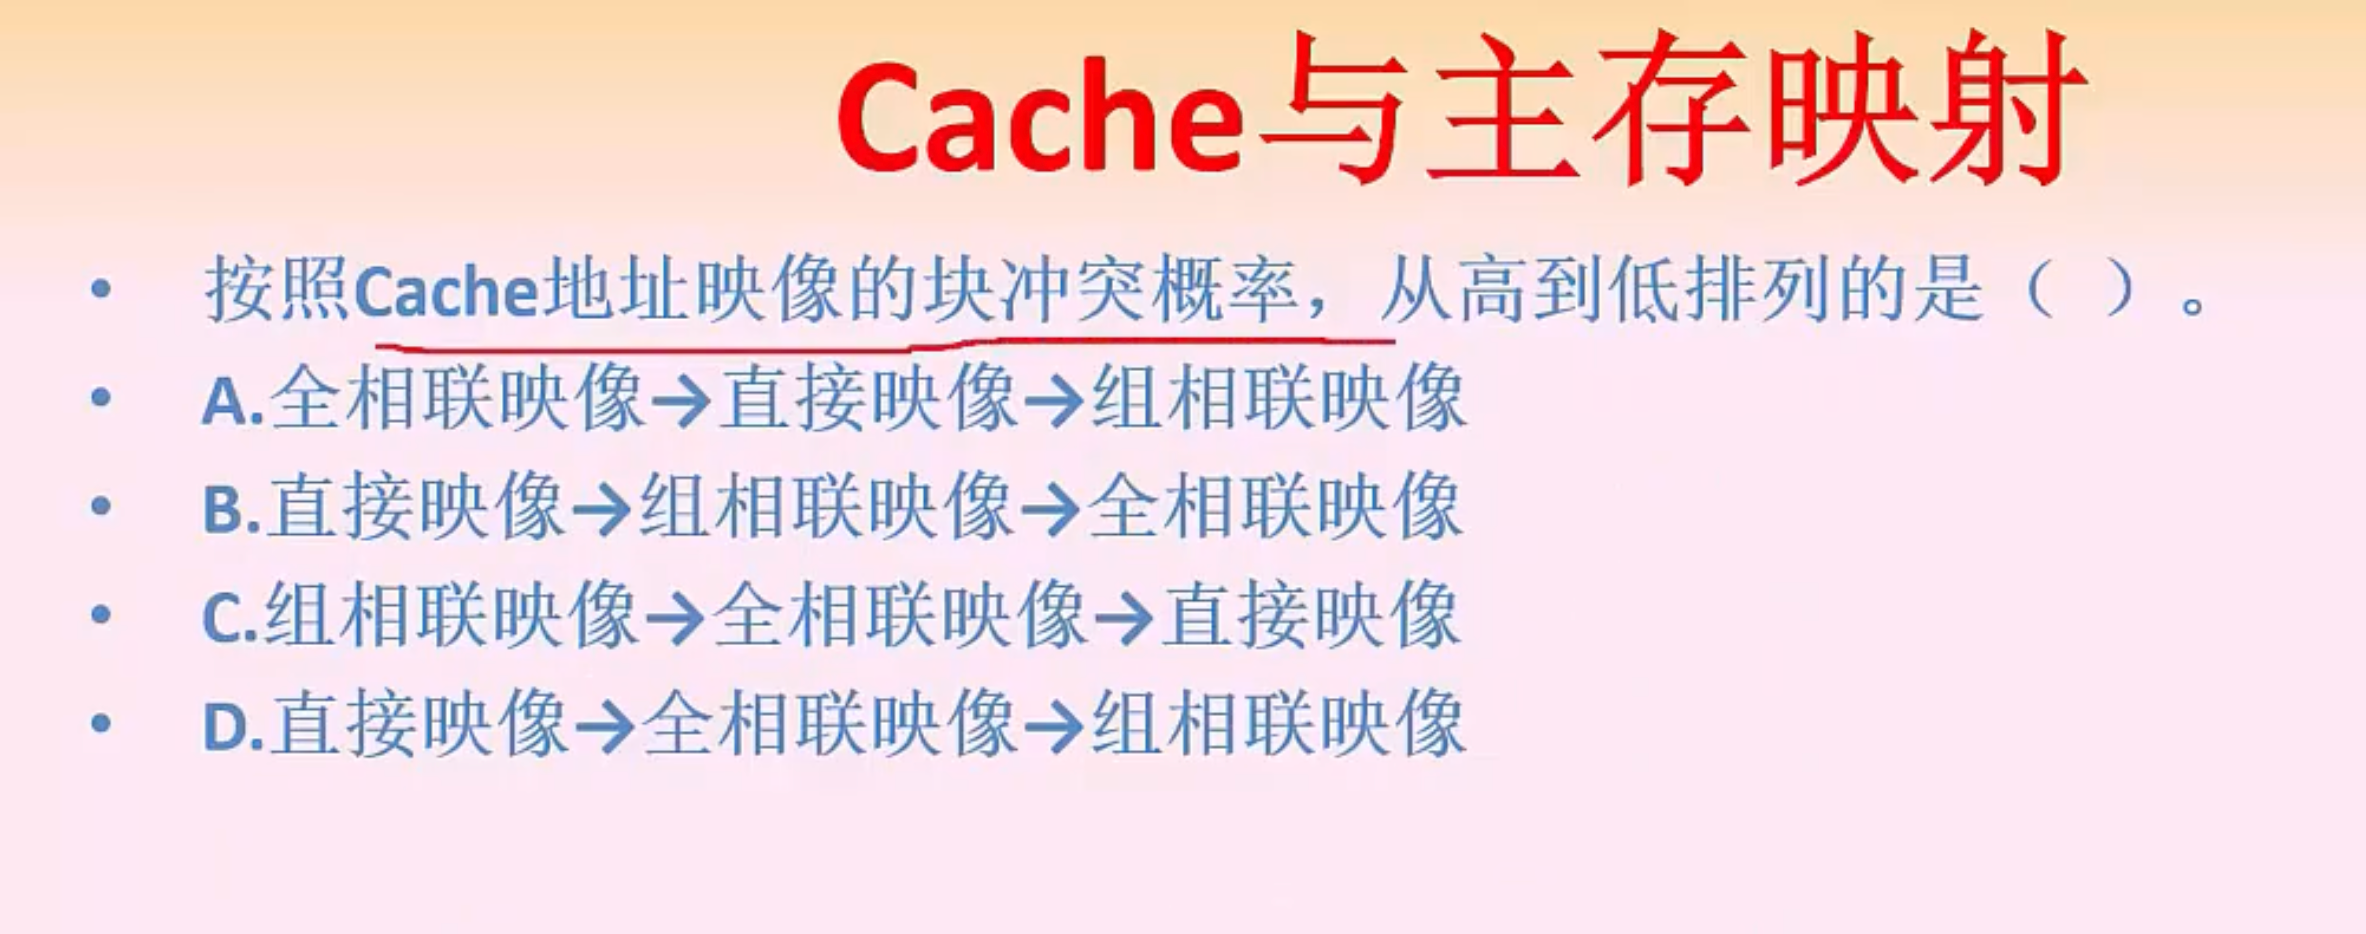 Cache与主存映射
• 按照Cache地址映像的块冲突概率，从高到低排列的是（ ）。
• A.全相联映像→直接映像→组相联映像
• B.直接映像→组相联映像→全相联映像
• C.组相联映像→全相联映像→直接映像
• D.直接映像→全相联映像→组相联映像